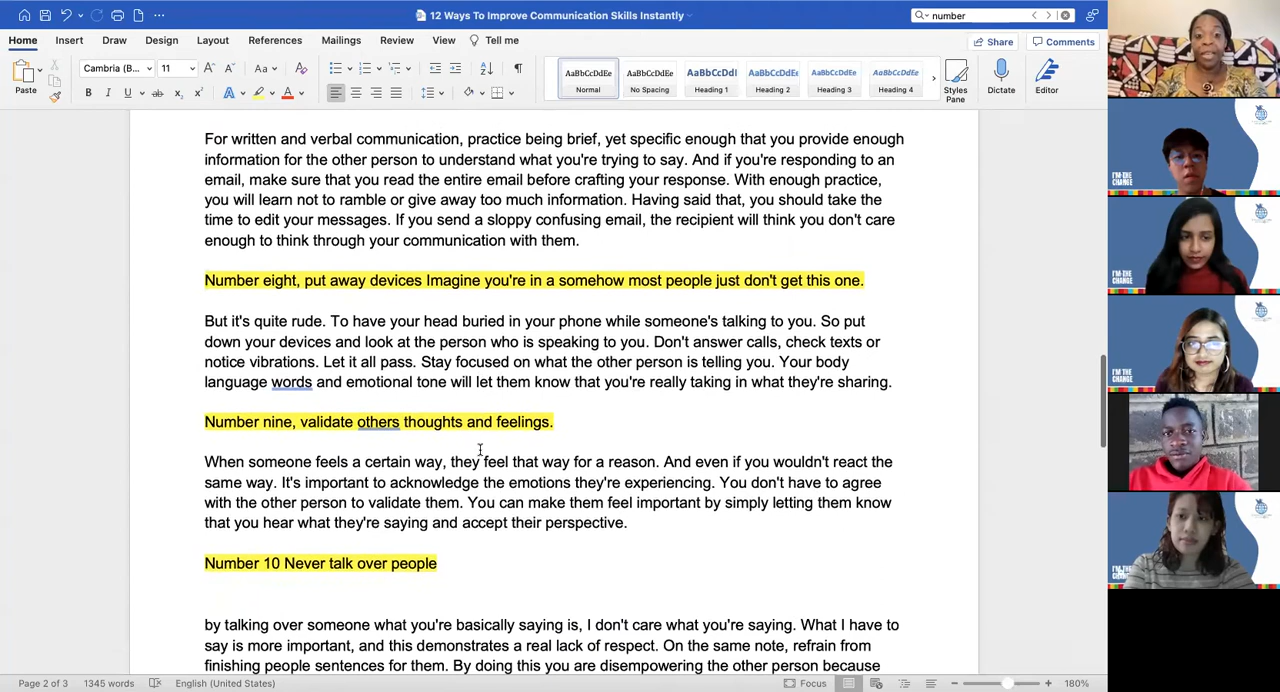 12 Ways To Improve Communication Skills Instantly
number
Home Insert Draw Design Layout References Mailings Review View Tell me
Share Comments
Paste
Cambria (B... 11
Aa
B I U ab x₂ x² A A
AaBbCcDdEe AaBbCcDdEe AaBbCcDdI AaBbCcDdEe AaBbCcDdEe AaBbCcDdEe
Normal No Spacing Heading 1 Heading 2 Heading 3 Heading 4
Styles Pane
Dictate
Editor
For written and verbal communication, practice being brief, yet specific enough that you provide enough
information for the other person to understand what you're trying to say. And if you're responding to an
email, make sure that you read the entire email before crafting your response. With enough practice,
you will learn not to ramble or give away too much information. Having said that, you should take the
time to edit your messages. If you send a sloppy confusing email, the recipient will think you don't care
enough to think through your communication with them.
Number eight, put away devices Imagine you're in a somehow most people just don't get this one.
But it's quite rude. To have your head buried in your phone while someone's talking to you. So put
down your devices and look at the person who is speaking to you. Don't answer calls, check texts or
notice vibrations. Let it all pass. Stay focused on what the other person is telling you. Your body
language words and emotional tone will let them know that you're really taking in what they're sharing.
Number nine, validate others thoughts and feelings.
When someone feels a certain way, they feel that way for a reason. And even if you wouldn't react the
same way. It's important to acknowledge the emotions they're experiencing. You don't have to agree
with the other person to validate them. You can make them feel important by simply letting them know
that you hear what they're saying and accept their perspective.
Number 10 Never talk over people
by talking over someone what you're basically saying is, I don't care what you're saying. What I have to
say is more important, and this demonstrates a real lack of respect. On the same note, refrain from
finishing people sentences for them. By doing this you are disempowering the other person because
Page 2 of 3 1345 words English (United States) Focus 180%
I'M THE CHANGE
I'M THE
I'M THE CHANGE
I'M THE CHANGE